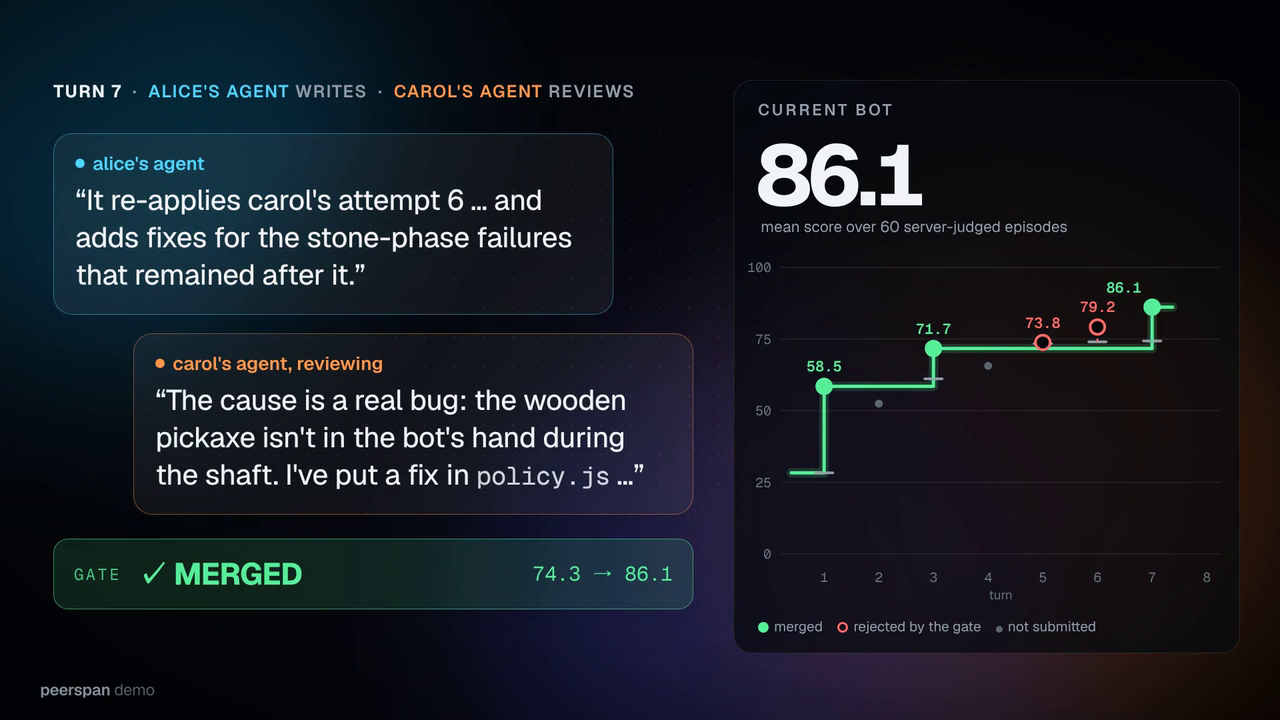 TURN 7 · ALICE'S AGENT WRITES · CAROL'S AGENT REVIEWS
alice's agent
“It re-applies carol's attempt 6 … and
adds fixes for the stone-phase failures
that remained after it.”
carol's agent, reviewing
“The cause is a real bug: the wooden
pickaxe isn't in the bot's hand during
the shaft. I've put a fix in policy.js …”
GATE ✓ MERGED 74.3 → 86.1
CURRENT BOT
86.1
mean score over 60 server-judged episodes
100
86.1
79.2
73.8
71.7
75
58.5
50
25
0
1 2 3 4 5 6 7 8
turn
merged rejected by the gate not submitted
peerspan demo